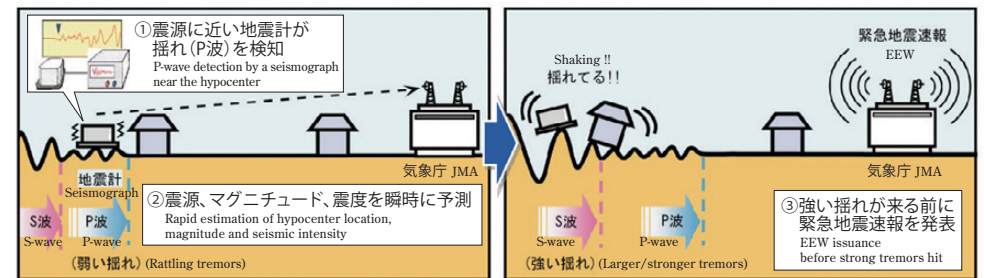 ①震源に近い地震計が
揺れ(P波)を検知
P-wave detection by a seismograph
near the hypocenter
気象庁 JMA
地震計
Seismograph
②震源、マグニチュード、震度を瞬時に予測
Rapid estimation of hypocenter location,
magnitude and seismic intensity
S波
S-wave
P波
P-wave
(弱い揺れ) (Rattling tremors)
Shaking !!
揺れてる!!
緊急地震速報
EEW
気象庁 JMA
③強い揺れが来る前に
緊急地震速報を発表
EEW issuance
before strong tremors hit
S波
S-wave
P波
P-wave
(強い揺れ) (Larger/stronger tremors)